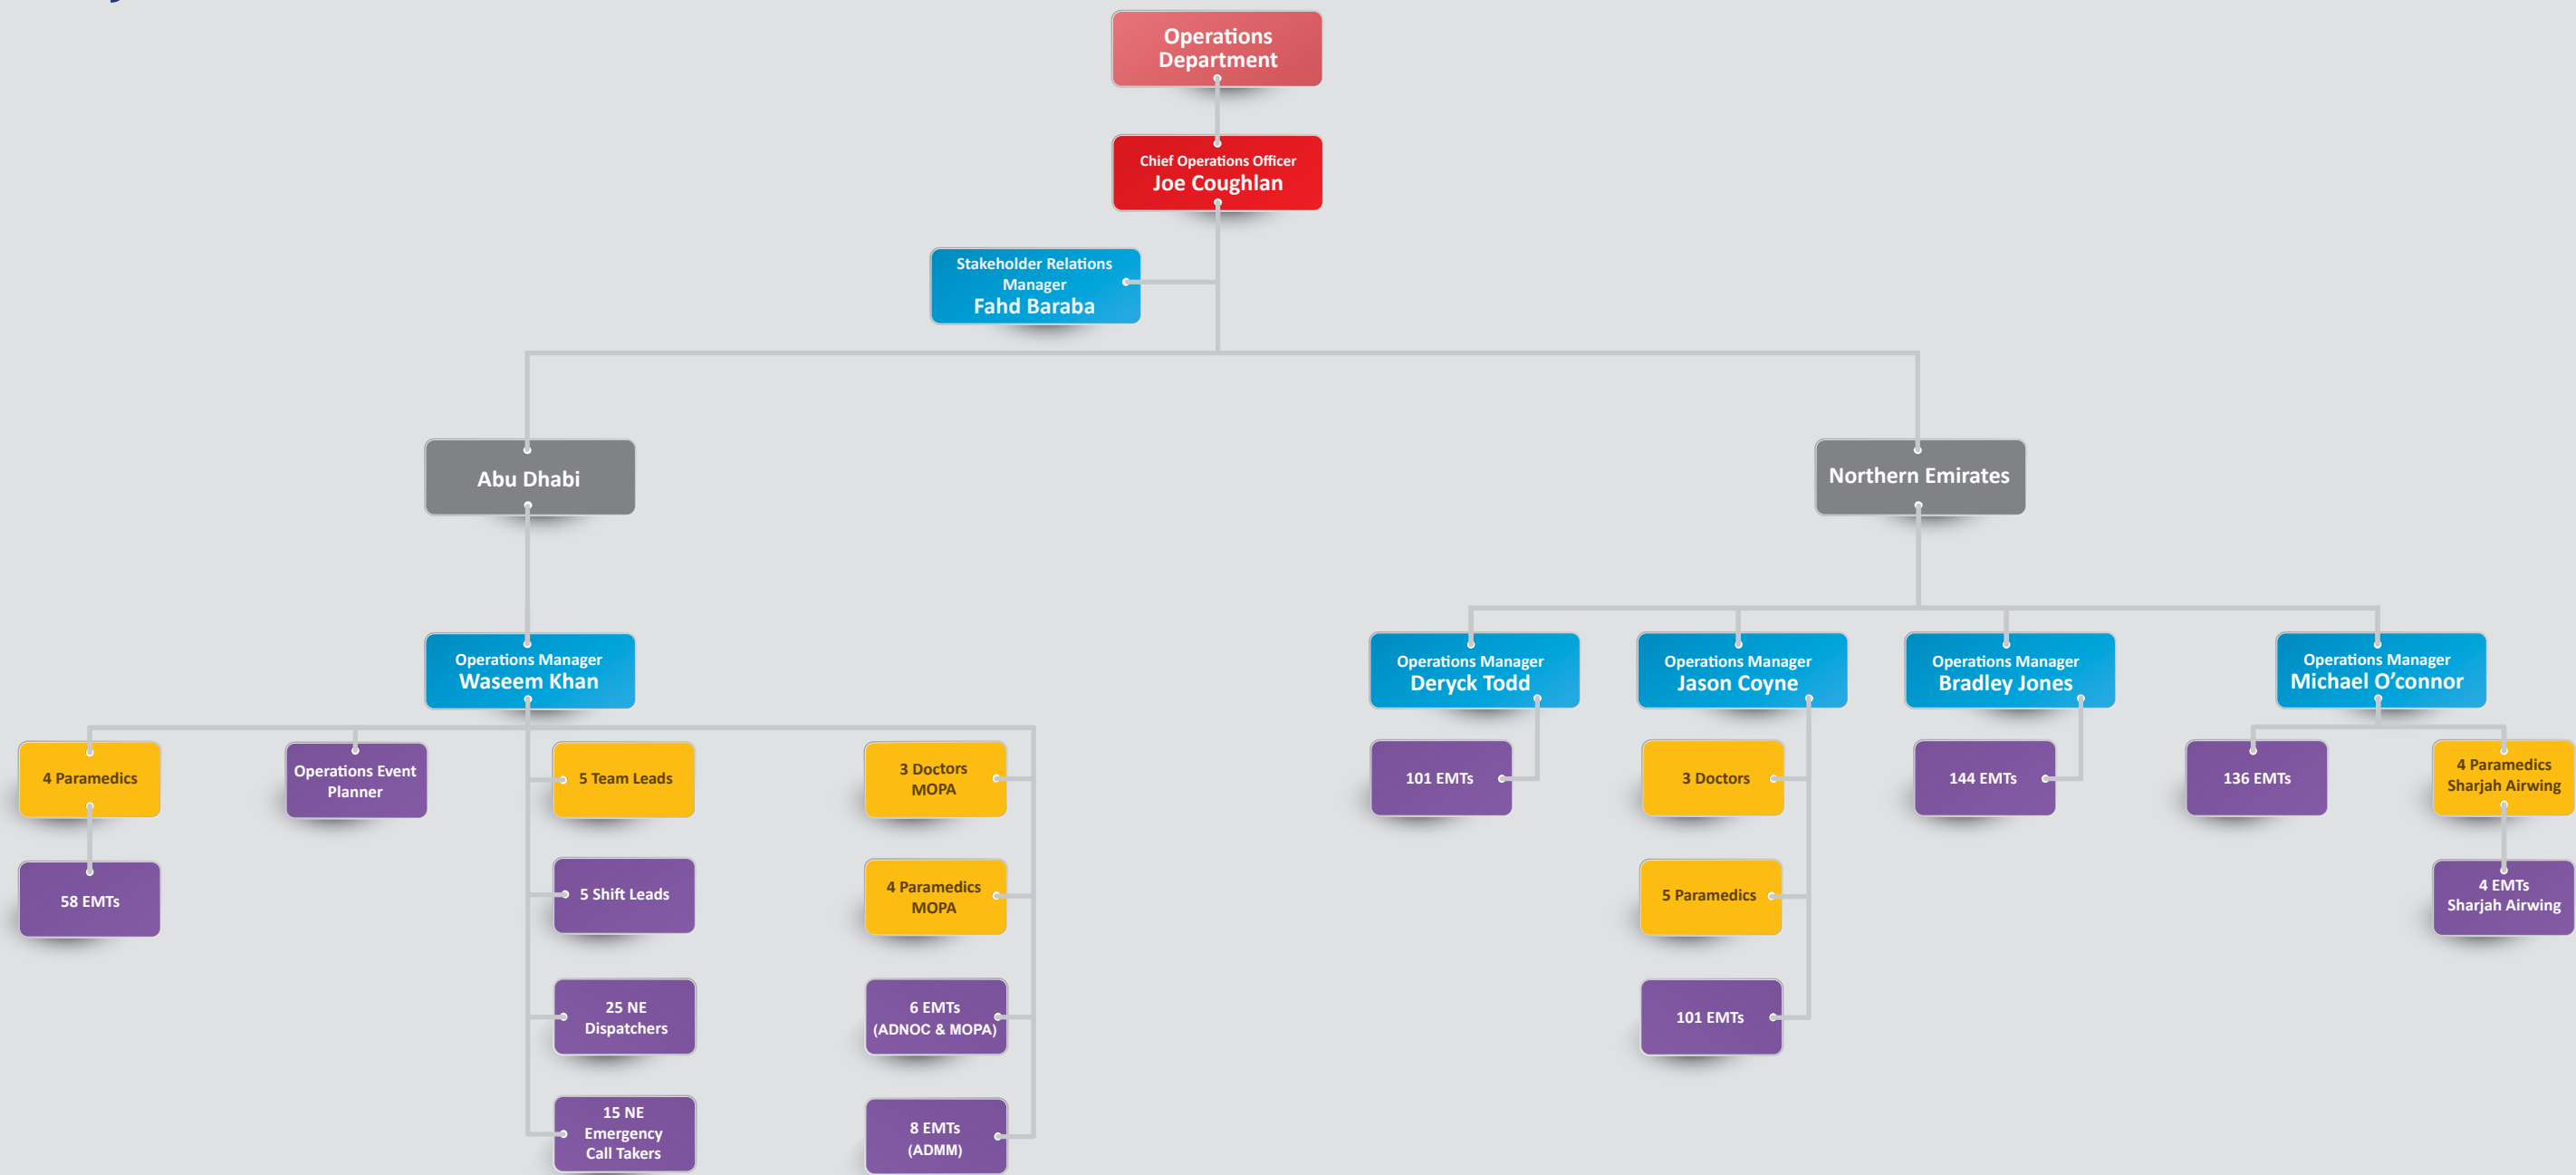 Operations
Department
Chief Operations Officer
Joe Coughlan
Stakeholder Relations
Manager
Fahd Baraba
Abu Dhabi
Northern Emirates
Operations Manager
Waseem Khan
Operations Manager
Deryck Todd
Operations Manager
Jason Coyne
Operations Manager
Bradley Jones
Operations Manager
Michael O’connor
4 Paramedics
58 EMTs
Operations Event
Planner
5 Team Leads
5 Shift Leads
25 NE
Dispatchers
15 NE
Emergency
Call Takers
3 Doctors
MOPA
4 Paramedics
MOPA
6 EMTs
(ADNOC & MOPA)
8 EMTs
(ADMM)
101 EMTs
3 Doctors
5 Paramedics
101 EMTs
144 EMTs
136 EMTs
4 Paramedics
Sharjah Airwing
4 EMTs
Sharjah Airwing